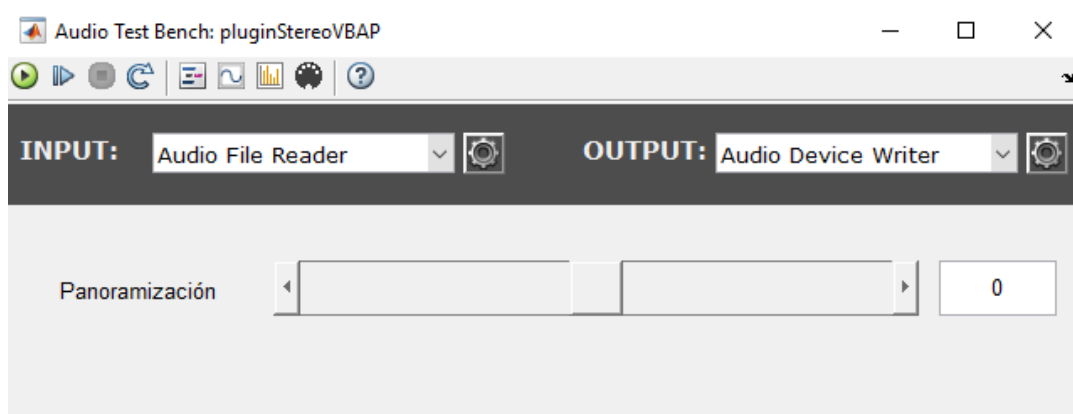 Audio Test Bench: pluginStereoVBAP
INPUT: Audio File Reader OUTPUT: Audio Device Writer
Panoramización 0